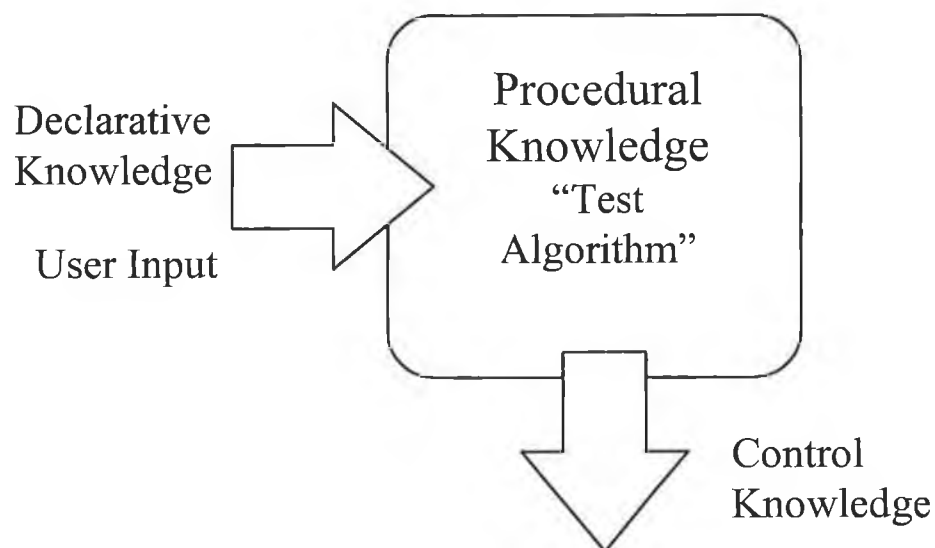 Declarative
Knowledge
User Input
Procedural
Knowledge
“Test
Algorithm”
Control
Knowledge